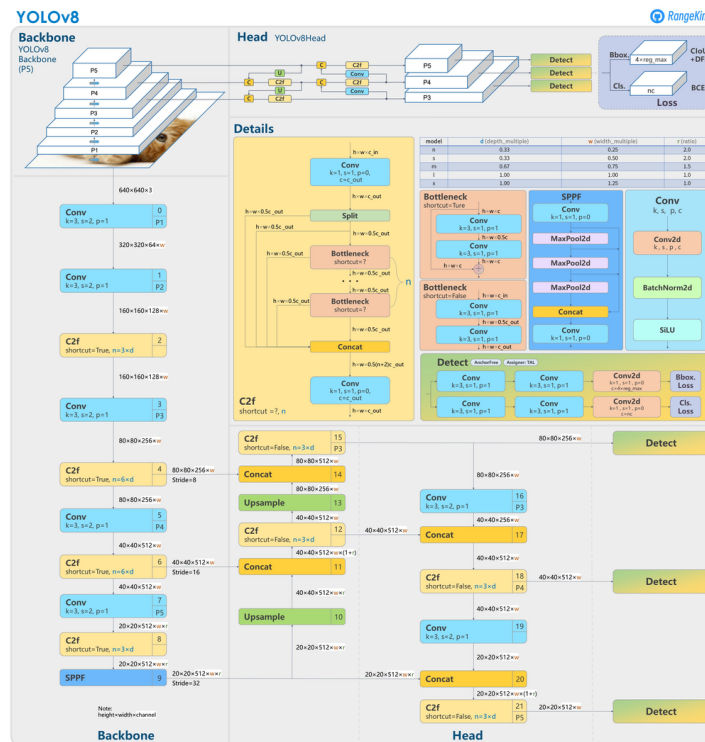 YOLOv8
RangeKin
Backbone
YOLOv8
Backbone
(P5)
P5
P4
P3
P2
P1
Head YOLOv8Head
C C2f C C2f
U Conv
C C2f C C2f
U Conv
C C2f
P5
P4
P3
Detect
Detect
Detect
Bbox.
4×reg_max
CIoU
+DF
Cls.
nc
BCE
Loss
Details
h=w=c_in
Conv
k=1, s=1, p=0,
c=c_out
h=w=c_out
Split
h=w=0.5c_out
h=w=0.5c_out
h=w=0.5c_out
Bottleneck
shortcut=?
h=w=0.5c_out
n
h=w=0.5c_out
h=w=0.5c_out
Bottleneck
shortcut=?
h=w=0.5c_out
Concat
h=w=0.5(n+2)c_out
Conv
k=1, s=1, p=0,
c=c_out
h=w=c_out
C2f
shortcut =?, n
model d (depth_multiple) w (width_multiple) r (ratio)
n 0.33 0.25 2.0
s 0.33 0.50 2.0
m 0.67 0.75 1.5
l 1.00 1.00 1.0
x 1.00 1.25 1.0
Bottleneck
shortcut=Ture
h=w=c
Conv
k=3, s=1, p=1
h=w=0.5c
Conv
k=3, s=1, p=1
h=w=c
h=w=c
Bottleneck
shortcut=False
h=w=c_in
Conv
k=3, s=1, p=1
h=w=0.5c_out
Conv
k=3, s=1, p=1
h=w=c_out
SPPF
Conv
k=1, s=1, p=0
MaxPool2d
MaxPool2d
MaxPool2d
Concat
Conv
k=1, s=1, p=0
Conv
k, s, p, c
Conv2d
k, s, p, c
BatchNorm2d
SiLU
Detect AnchorFree Assigner: TAL
Conv
k=3, s=1, p=1
Conv
k=3, s=1, p=1
Conv2d
k=1, s=1, p=0
c=4×reg_max
Bbox.
Loss
Conv
k=3, s=1, p=1
Conv
k=3, s=1, p=1
Conv2d
k=1, s=1, p=0
c=nc
Cls.
Loss
640×640×3
Conv 0
k=3, s=2, p=1 P1
320×320×64×w
Conv 1
k=3, s=2, p=1 P2
160×160×128×w
C2f 2
shortcut=True, n=3×d
160×160×128×w
Conv 3
k=3, s=2, p=1 P3
80×80×256×w
C2f 4
shortcut=True, n=6×d
80×80×256×w
Stride=8
80×80×256×w
Conv 5
k=3, s=2, p=1 P4
40×40×512×w
C2f 6
shortcut=True, n=6×d
40×40×512×w
Stride=16
40×40×512×w
Conv 7
k=3, s=2, p=1 P5
20×20×512×w×r
C2f 8
shortcut=True, n=3×d
20×20×512×w×r
SPPF 9
20×20×512×w×r
Stride=32
Note:
height=width×channel
Backbone
C2f 15
shortcut=False, n=3×d P3
80×80×512×w
Concat 14
80×80×256×w
Upsample 13
40×40×512×w
C2f 12
shortcut=False, n=3×d
40×40×512×w
40×40×512×w×(1+r)
Concat 11
40×40×512×w×r
Upsample 10
20×20×512×w×r
80×80×256×w
Detect
80×80×256×w
Conv 16
k=3, s=2, p=1 P3
40×40×256×w
Concat 17
40×40×512×w
C2f 18
shortcut=False, n=3×d P4
40×40×512×w
Detect
40×40×512×w
Conv 19
k=3, s=2, p=1
20×20×512×w
20×20×512×w×r
Concat 20
20×20×512×w×(1+r)
C2f 21
shortcut=False, n=3×d P5
20×20×512×w
Detect
Head